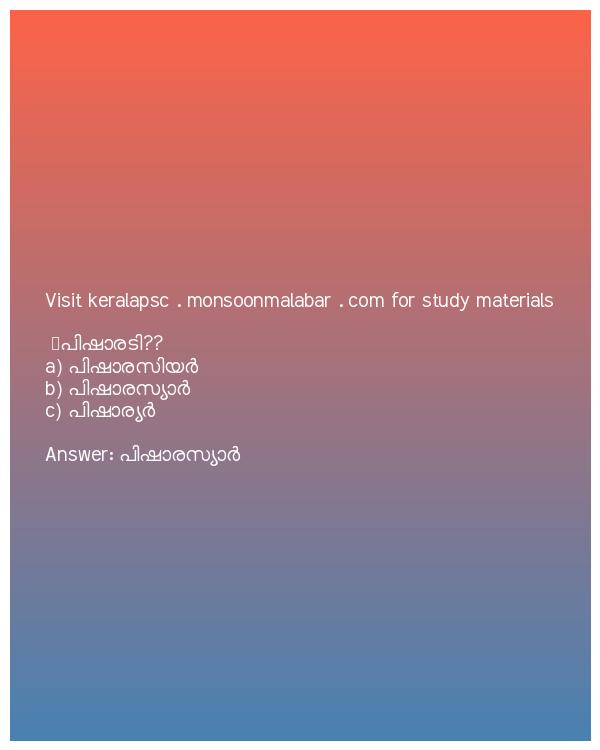 Visit keralapsc . monsoonmalabar . com for study materials
പിഷാരടി??
a) പിഷാരസിയർ
b) പിഷാരസ്യാർ
c) പിഷാര്യർ
Answer: പിഷാരസ്യാർ